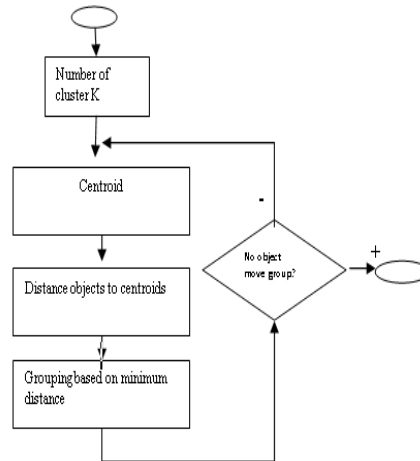 Number of
cluster K
Centroid
Distance objects to centroids
Grouping based on minimum
distance
-
No object
move group?
+